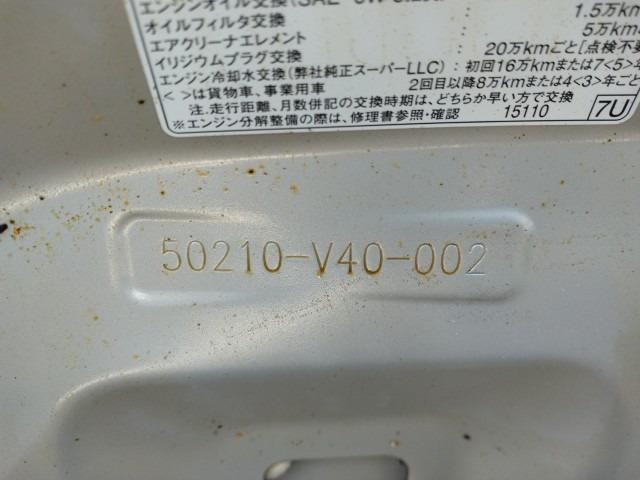 エンジンオイル交換(SAE
オイルフィルタ交換 : 1.5万km
エアクリーナエレメント : 5万km
イリジウムプラグ交換 : 20万kmごと[点検不要
エンジン冷却水交換(弊社純正スーパーLLC) : 初回16万kmまたは7<5>年
< >は貨物車、事業用車 2回目以降8万kmまたは4<3>年ごと
注.走行距離、月数併記の交換時期は、どちらか早い方で交換
※エンジン分解整備の際は、修理書参照・確認 15110 7U
50210-V40-002